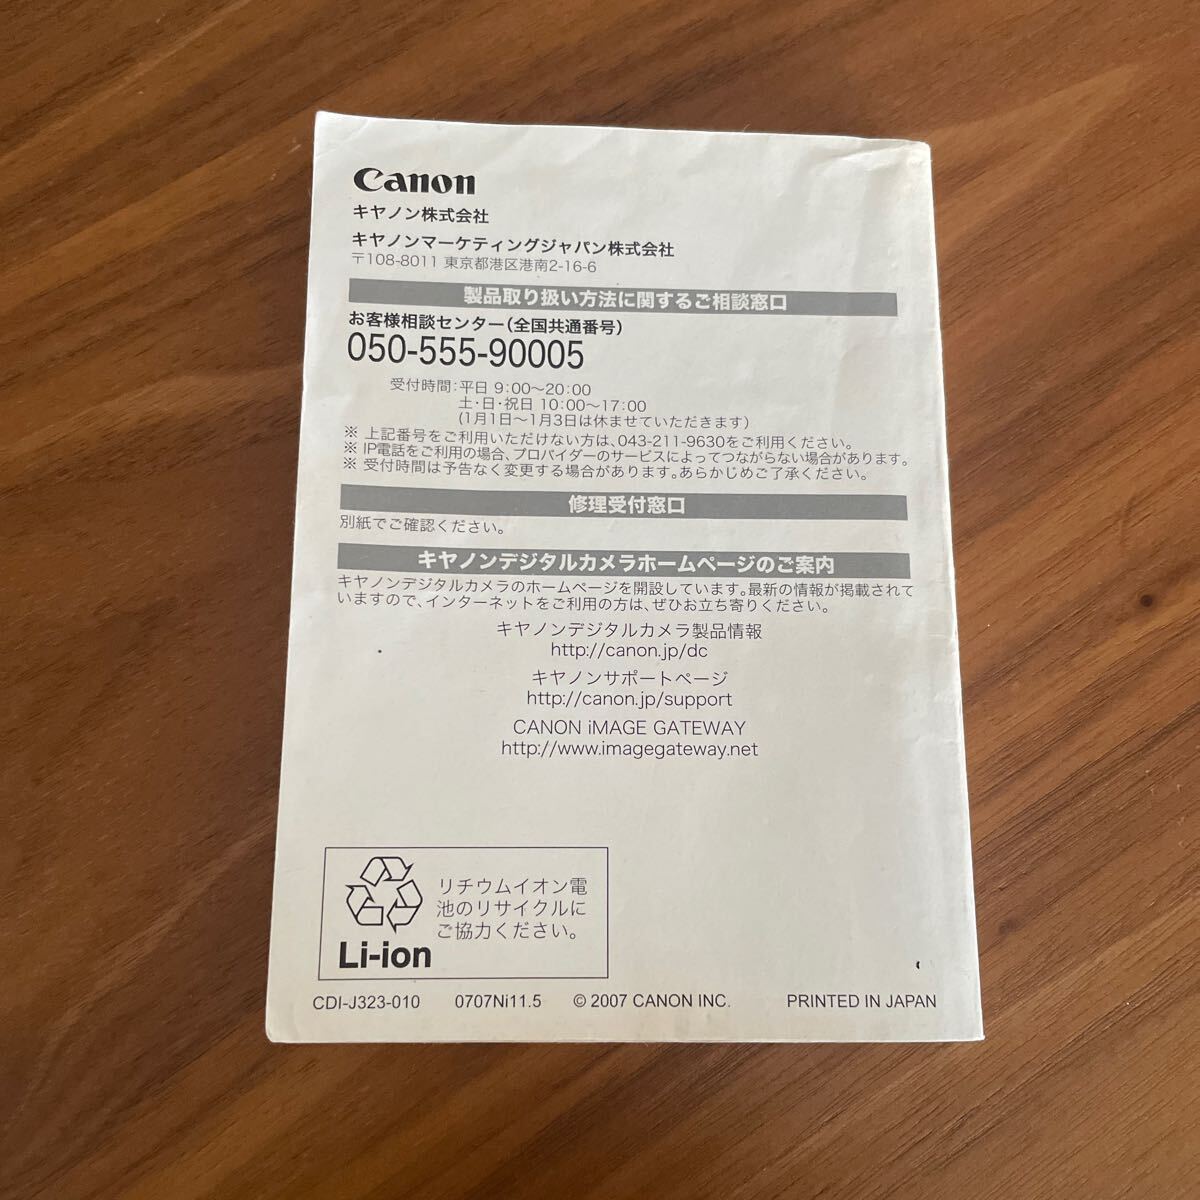 Canon
キヤノン株式会社
キヤノンマーケティングジャパン株式会社
〒108-8011 東京都港区港南2-16-6
製品取り扱い方法に関するご相談窓口
お客様相談センター(全国共通番号)
050-555-90005
受付時間:平日 9:00〜20:00
土・日・祝日 10:00〜17:00
(1月1日〜1月3日は休ませていただきます)
※ 上記番号をご利用いただけない方は、043-211-9630をご利用ください。
※ IP電話をご利用の場合、プロバイダーのサービスによってつながらない場合があります。
※ 受付時間は予告なく変更する場合があります。あらかじめご了承ください。
修理受付窓口
別紙でご確認ください。
キヤノンデジタルカメラホームページのご案内
キヤノンデジタルカメラのホームページを開設しています。最新の情報が掲載されて
いますので、インターネットをご利用の方は、ぜひお立ち寄りください。
キヤノンデジタルカメラ製品情報
http://canon.jp/dc
キヤノンサポートページ
http://canon.jp/support
CANON iMAGE GATEWAY
http://www.imagegateway.net
リチウムイオン電
池のリサイクルに
ご協力ください。
Li-ion
CDI-J323-010 0707Ni11.5 © 2007 CANON INC. PRINTED IN JAPAN